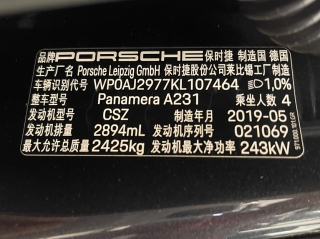 品牌 PORSCHE 保时捷 制造国 德国
生产厂名 Porsche Leipzig GmbH 保时捷股份公司莱比锡工厂制造
车辆识别代号 WP0AJ2977KL107464 1,0%
整车型号 Panamera A231 乘坐人数 4
发动机型号 CSZ 制造年月 2019-05
发动机排量 2894mL 发动机序列号 021069
最大允许总质量 2425kg 发动机最大净功率 243kW